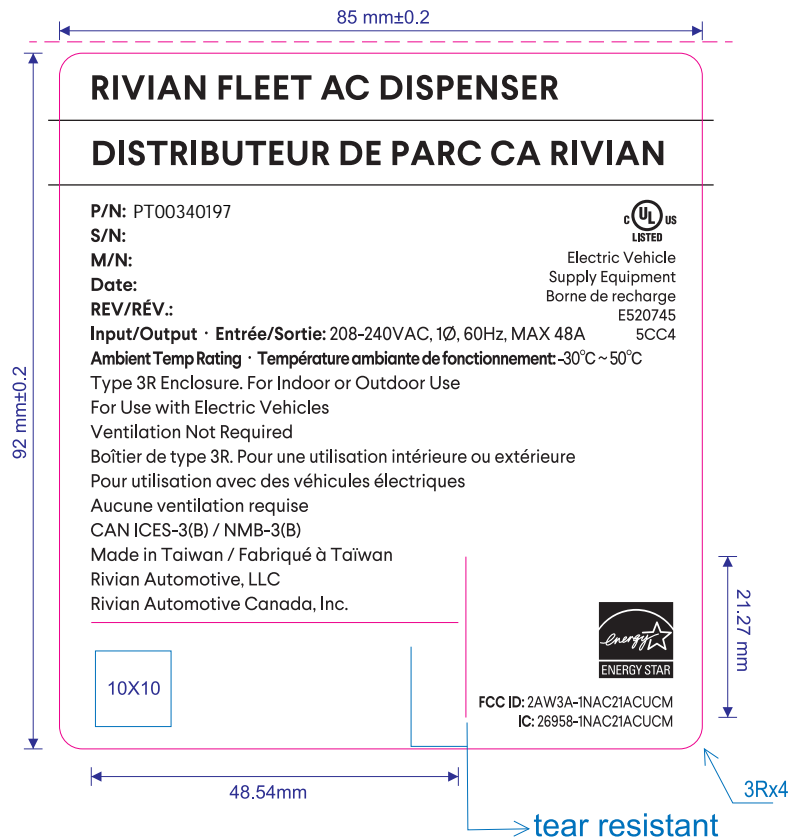 85 mm±0.2
RIVIAN FLEET AC DISPENSER
DISTRIBUTEUR DE PARC CA RIVIAN
92 mm±0.2
P/N: PT00340197
S/N:
M/N:
Date:
REV/RÉV.:
C UL US
LISTED
Electric Vehicle
Supply Equipment
Borne de recharge
E520745
5CC4
Input/Output · Entrée/Sortie: 208-240VAC, 1Ø, 60Hz, MAX 48A
Ambient Temp Rating · Température ambiante de fonctionnement: -30°C ~ 50°C
Type 3R Enclosure. For Indoor or Outdoor Use
For Use with Electric Vehicles
Ventilation Not Required
Boîtier de type 3R. Pour une utilisation intérieure ou extérieure
Pour utilisation avec des véhicules électriques
Aucune ventilation requise
CAN ICES-3(B) / NMB-3(B)
Made in Taiwan / Fabriqué à Taïwan
Rivian Automotive, LLC
Rivian Automotive Canada, Inc.
21.27 mm
energy
ENERGY STAR
10X10
FCC ID: 2AW3A-1NAC21ACUCM
IC: 26958-1NAC21ACUCM
48.54mm
3Rx4
tear resistant